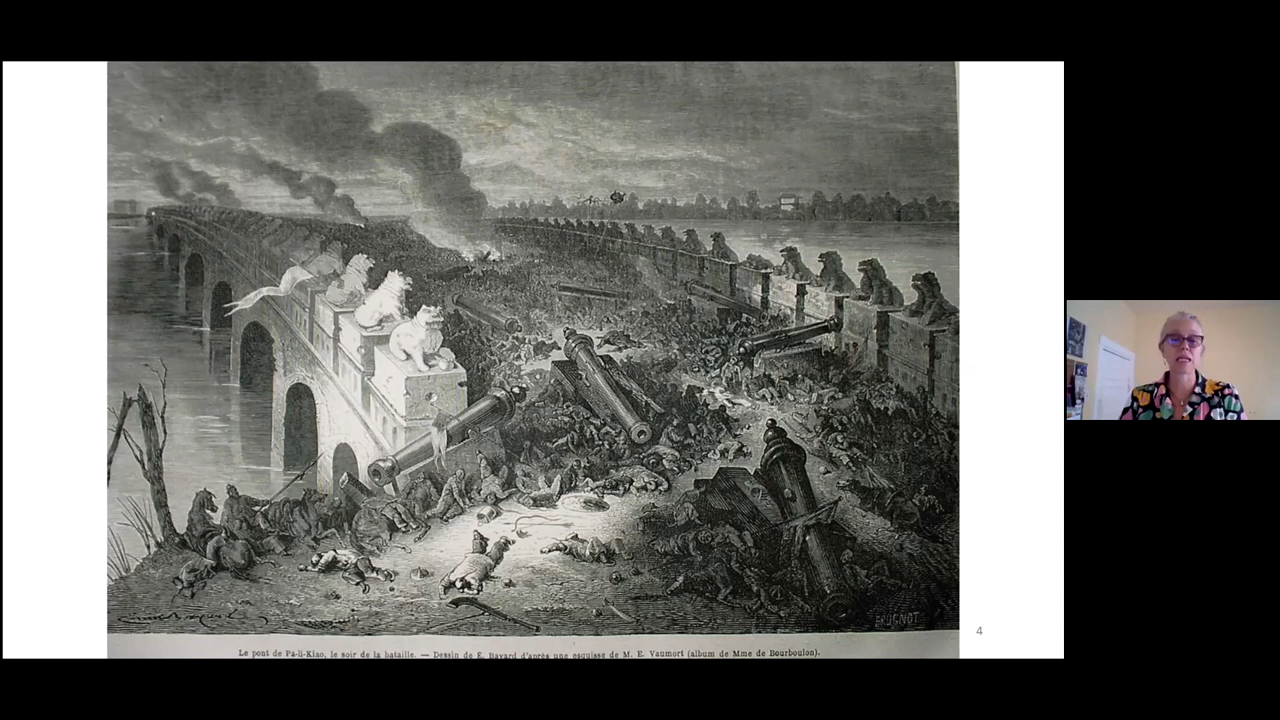 BRUGNOT
4
Le pont de Pa-li-Kiao, le soir de la bataille. — Dessin de E. Bayard d'après une esquisse de M. E. Vaumort (album de Mme de Bourboulon).